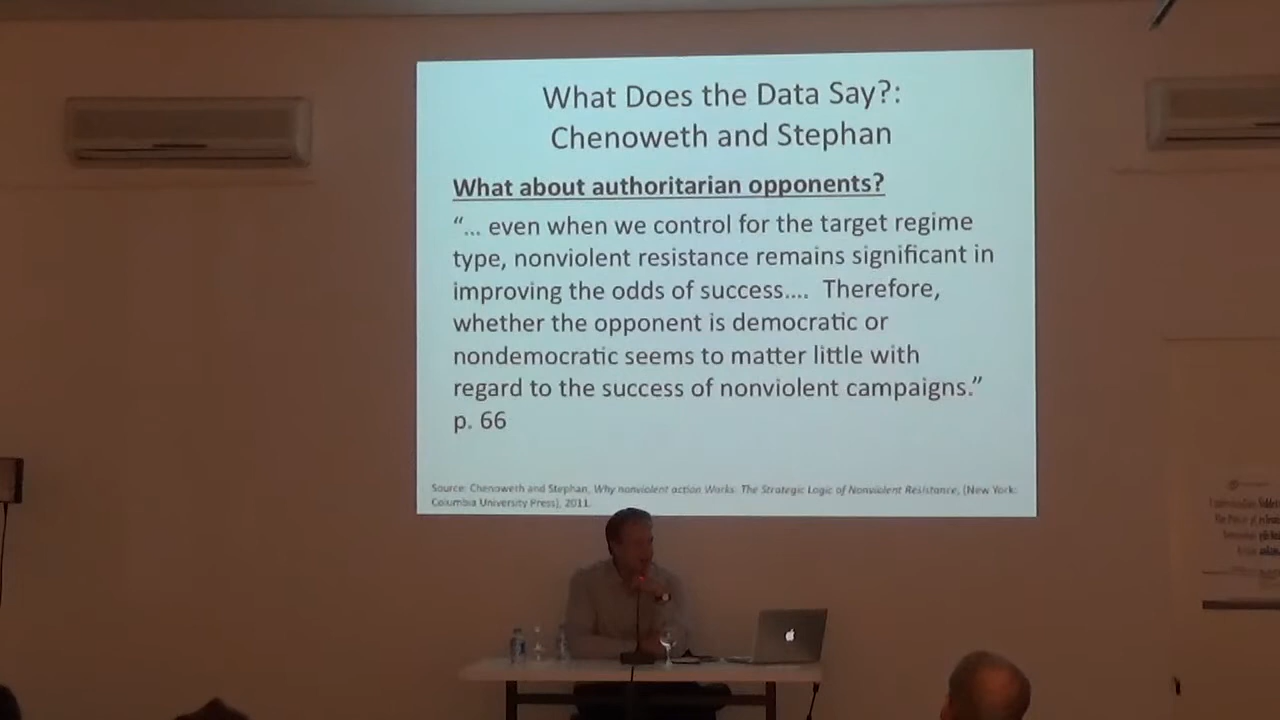 What Does the Data Say?:
Chenoweth and Stephan
What about authoritarian opponents?
“... even when we control for the target regime
type, nonviolent resistance remains significant in
improving the odds of success.... Therefore,
whether the opponent is democratic or
nondemocratic seems to matter little with
regard to the success of nonviolent campaigns.”
p. 66
Source: Chenoweth and Stephan, Why nonviolent action Works: The Strategic Logic of Nonviolent Resistance, (New York:
Columbia University Press), 2011.